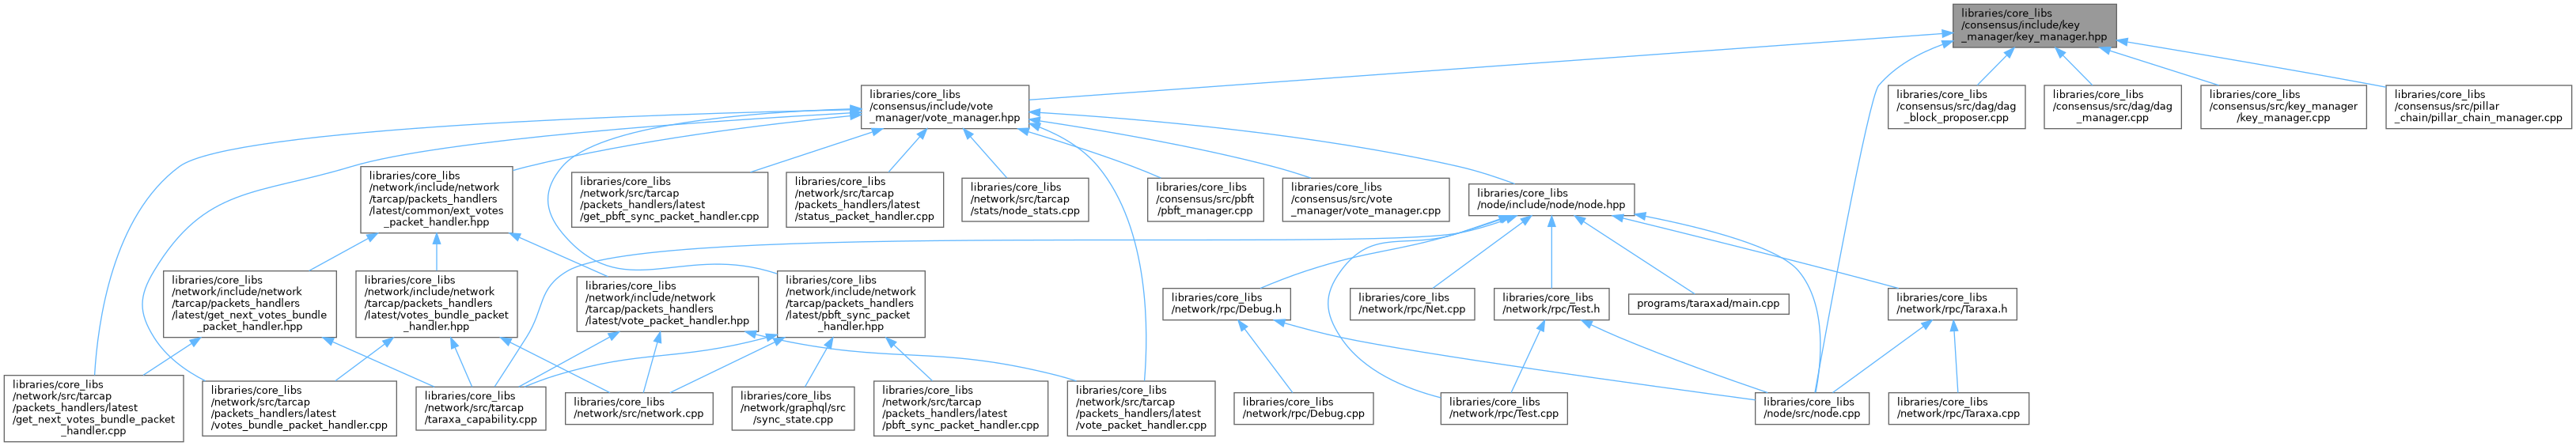 libraries/core_libs
/consensus/include/key
_manager/key_manager.hpp
libraries/core_libs
/consensus/include/vote
_manager/vote_manager.hpp
libraries/core_libs
/consensus/src/dag/dag
_block_proposer.cpp
libraries/core_libs
/consensus/src/dag/dag
_manager.cpp
libraries/core_libs
/consensus/src/key_manager
/key_manager.cpp
libraries/core_libs
/consensus/src/pillar
_chain/pillar_chain_manager.cpp
libraries/core_libs
/network/include/network
/tarcap/packets_handlers
/latest/common/ext_votes
_packet_handler.hpp
libraries/core_libs
/network/src/tarcap
/packets_handlers/latest
/get_pbft_sync_packet_handler.cpp
libraries/core_libs
/network/src/tarcap
/packets_handlers/latest
/status_packet_handler.cpp
libraries/core_libs
/network/src/tarcap
/stats/node_stats.cpp
libraries/core_libs
/consensus/src/pbft
/pbft_manager.cpp
libraries/core_libs
/consensus/src/vote
_manager/vote_manager.cpp
libraries/core_libs
/node/include/node/node.hpp
libraries/core_libs
/network/include/network
/tarcap/packets_handlers
/latest/get_next_votes_bundle
_packet_handler.hpp
libraries/core_libs
/network/include/network
/tarcap/packets_handlers
/latest/votes_bundle_packet
_handler.hpp
libraries/core_libs
/network/include/network
/tarcap/packets_handlers
/latest/vote_packet_handler.hpp
libraries/core_libs
/network/include/network
/tarcap/packets_handlers
/latest/pbft_sync_packet
_handler.hpp
libraries/core_libs
/network/rpc/Debug.h
libraries/core_libs
/network/rpc/Net.cpp
libraries/core_libs
/network/rpc/Test.h
programs/taraxad/main.cpp
libraries/core_libs
/network/rpc/Taraxa.h
libraries/core_libs
/network/src/tarcap
/packets_handlers/latest
/get_next_votes_bundle_packet
_handler.cpp
libraries/core_libs
/network/src/tarcap
/packets_handlers/latest
/votes_bundle_packet_handler.cpp
libraries/core_libs
/network/src/tarcap
/taraxa_capability.cpp
libraries/core_libs
/network/src/network.cpp
libraries/core_libs
/network/graphql/src
/sync_state.cpp
libraries/core_libs
/network/src/tarcap
/packets_handlers/latest
/pbft_sync_packet_handler.cpp
libraries/core_libs
/network/src/tarcap
/packets_handlers/latest
/vote_packet_handler.cpp
libraries/core_libs
/network/rpc/Debug.cpp
libraries/core_libs
/network/rpc/Test.cpp
libraries/core_libs
/node/src/node.cpp
libraries/core_libs
/network/rpc/Taraxa.cpp